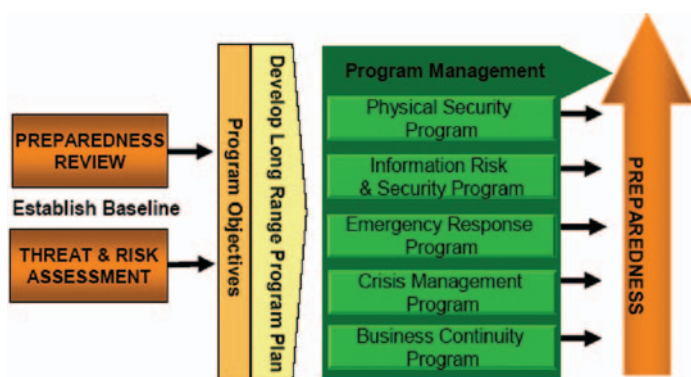 PREPAREDNESS
REVIEW
Establish Baseline
THREAT & RISK
ASSESSMENT
Program Objectives
Develop Long Range Program Plan
Program Management
Physical Security
Program
Information Risk
& Security Program
Emergency Response
Program
Crisis Management
Program
Business Continuity
Program
PREPAREDNESS